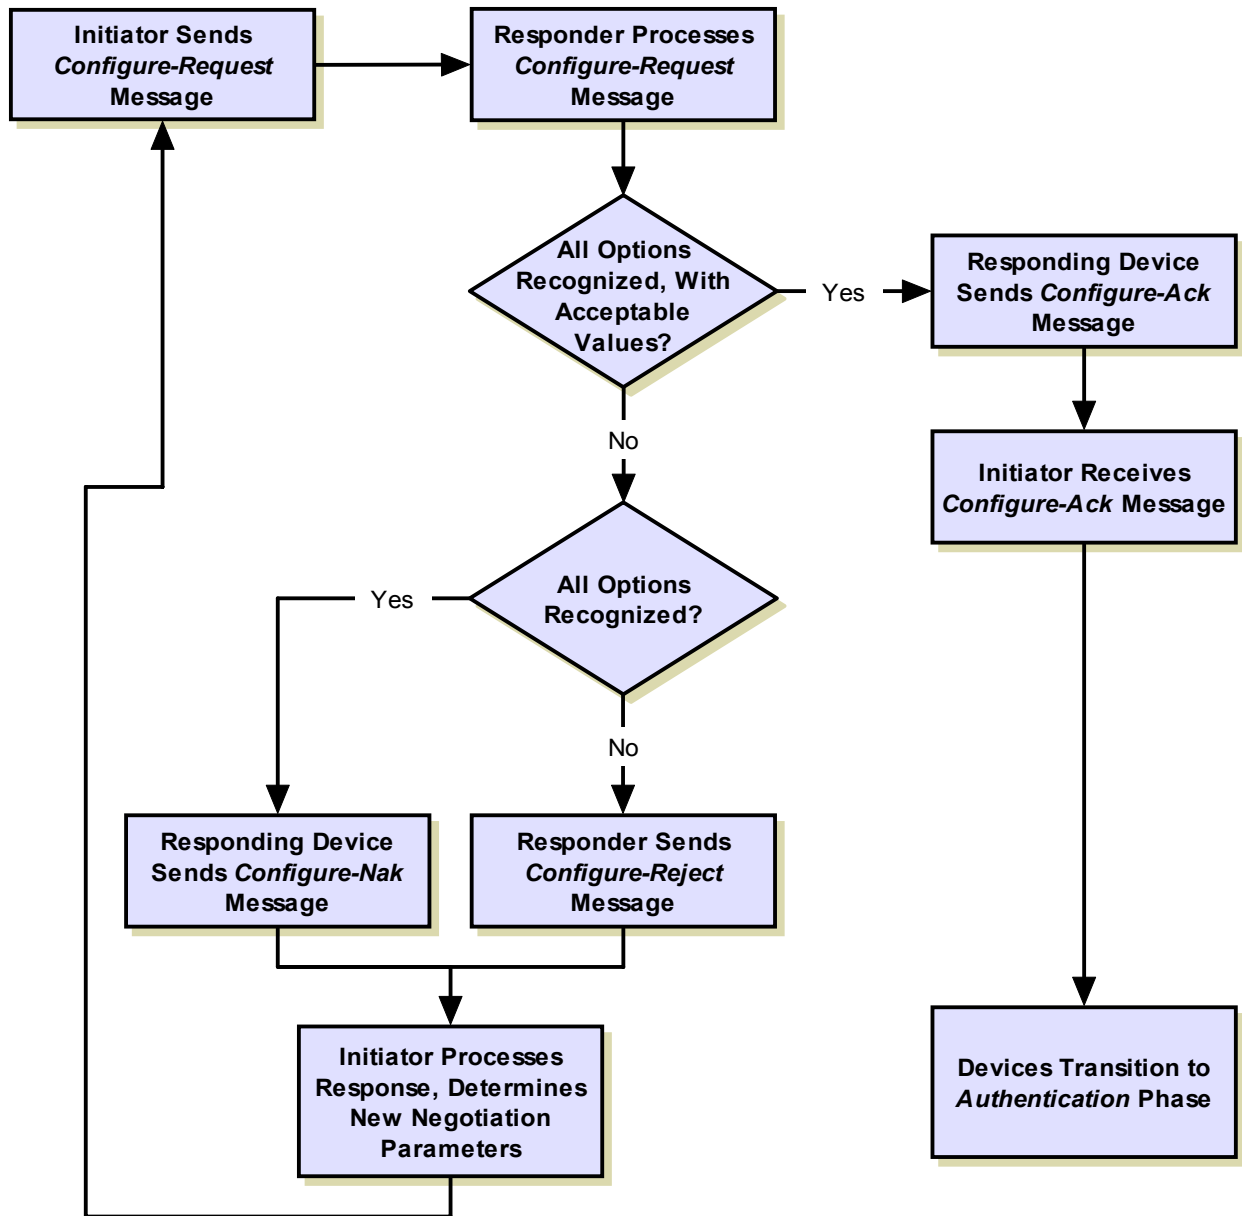 Initiator Sends
Configure-Request
Message
Responder Processes
Configure-Request
Message
All Options
Recognized, With
Acceptable
Values?
Yes
Responding Device
Sends Configure-Ack
Message
No
Initiator Receives
Configure-Ack Message
All Options
Recognized?
Yes
No
Responding Device
Sends Configure-Nak
Message
Responder Sends
Configure-Reject
Message
Initiator Processes
Response, Determines
New Negotiation
Parameters
Devices Transition to
Authentication Phase